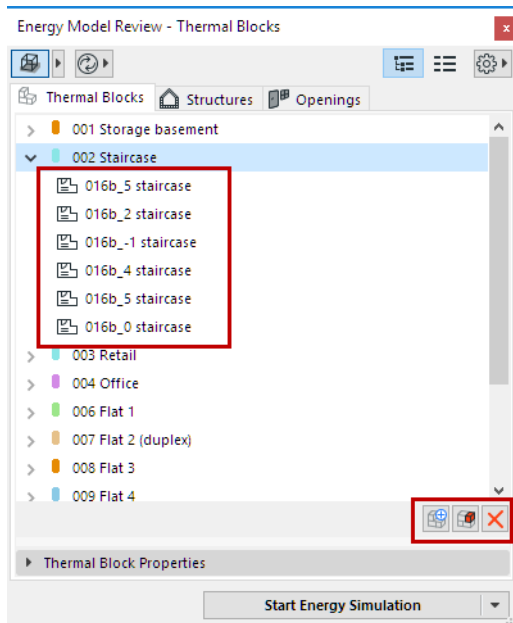 Energy Model Review - Thermal Blocks
x
Thermal Blocks Structures Openings
001 Storage basement
002 Staircase
016b_5 staircase
016b_2 staircase
016b_-1 staircase
016b_4 staircase
016b_5 staircase
016b_0 staircase
003 Retail
004 Office
006 Flat 1
007 Flat 2 (duplex)
008 Flat 3
009 Flat 4
Thermal Block Properties
Start Energy Simulation